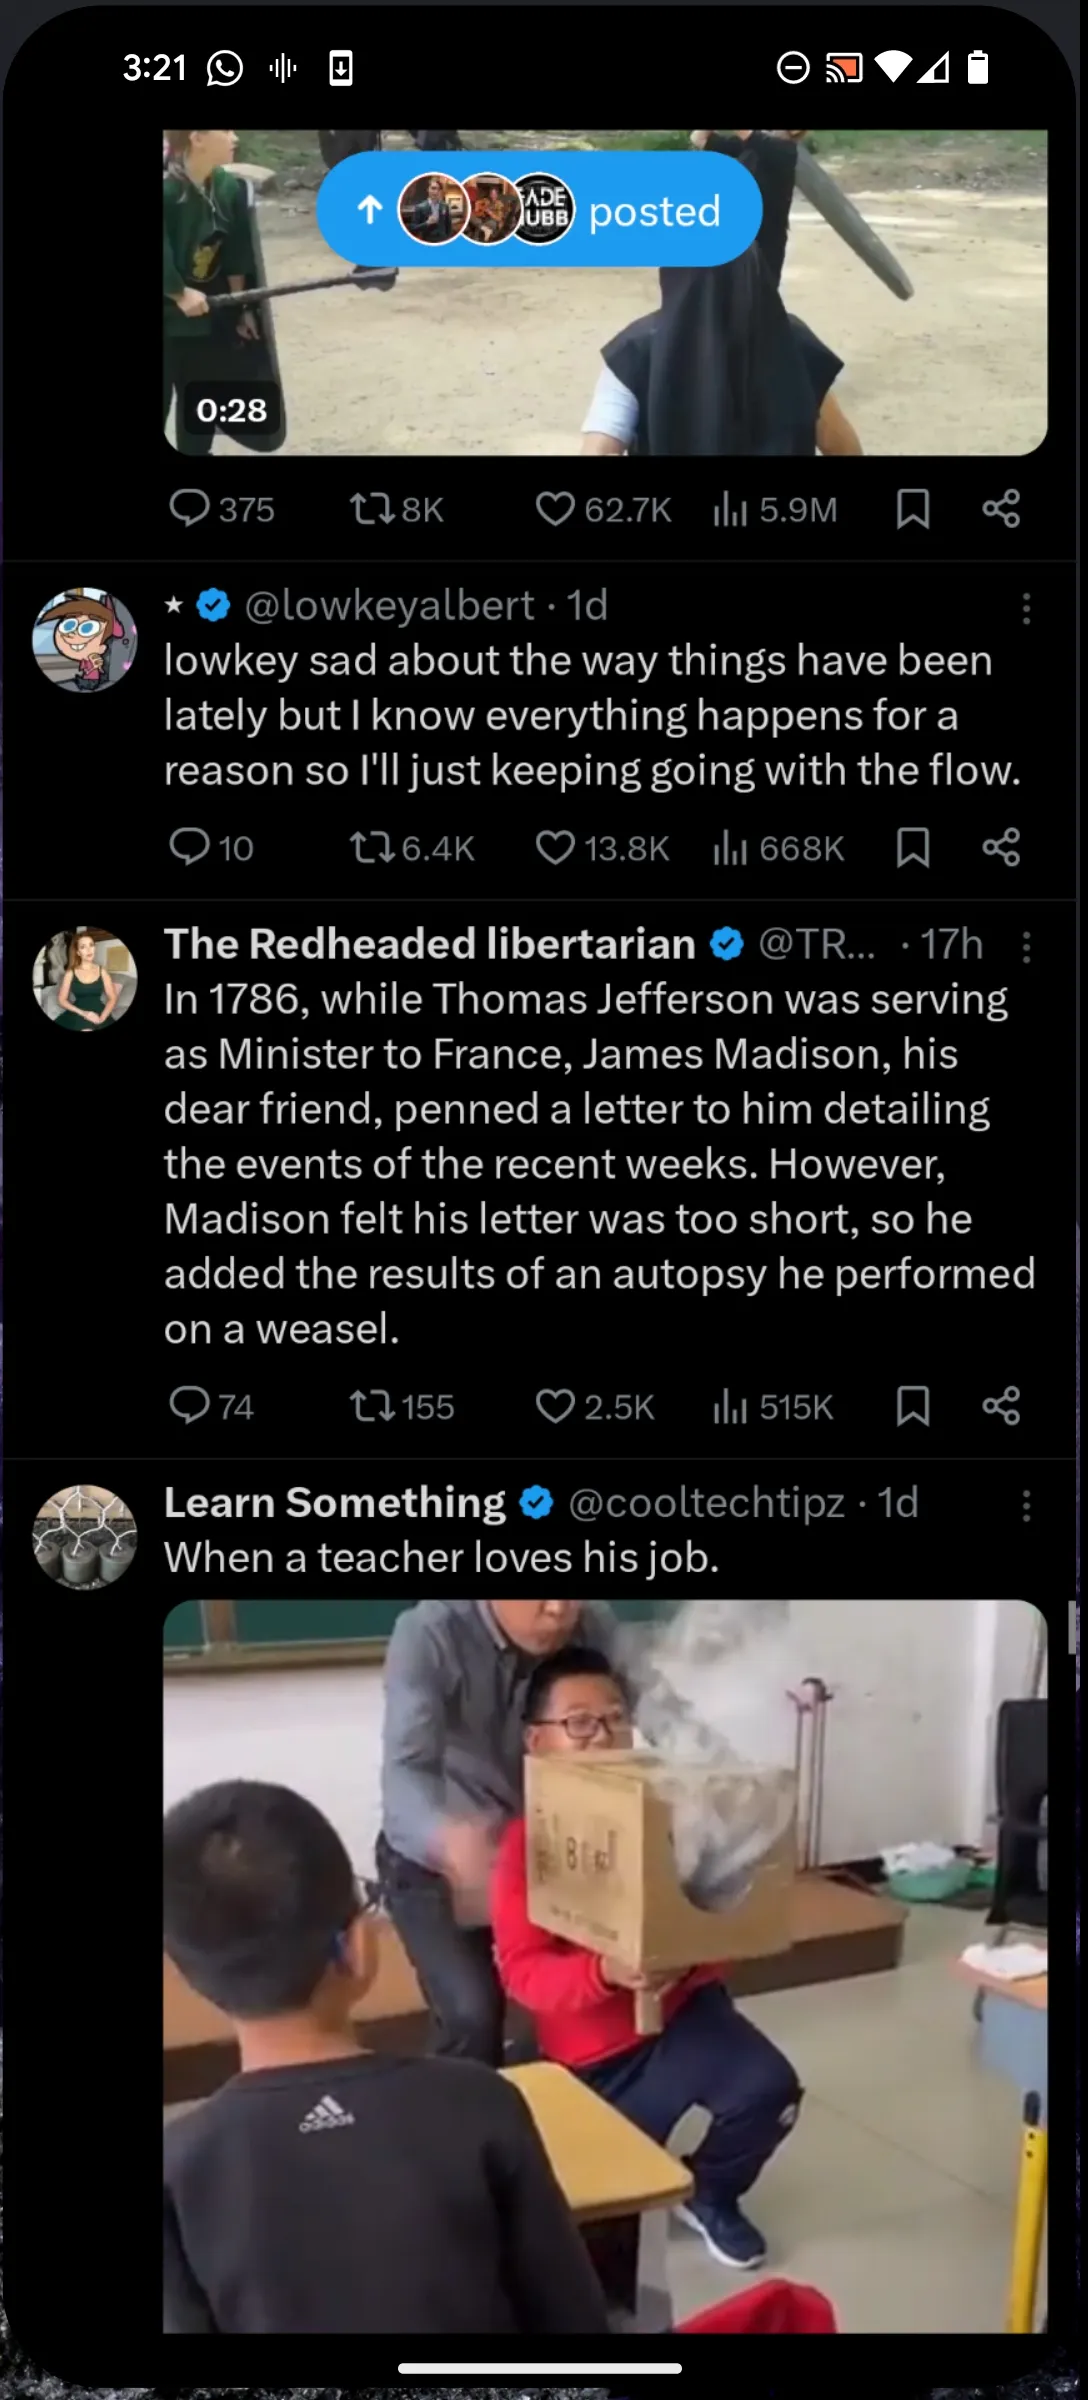 3:21
posted
0:28
375 8K 62.7K 5.9M
★ @lowkeyalbert · 1d
lowkey sad about the way things have been
lately but I know everything happens for a
reason so I'll just keeping going with the flow.
10 6.4K 13.8K 668K
The Redheaded libertarian @TR... · 17h
In 1786, while Thomas Jefferson was serving
as Minister to France, James Madison, his
dear friend, penned a letter to him detailing
the events of the recent weeks. However,
Madison felt his letter was too short, so he
added the results of an autopsy he performed
on a weasel.
74 155 2.5K 515K
Learn Something @cooltechtipz · 1d
When a teacher loves his job.
adidas